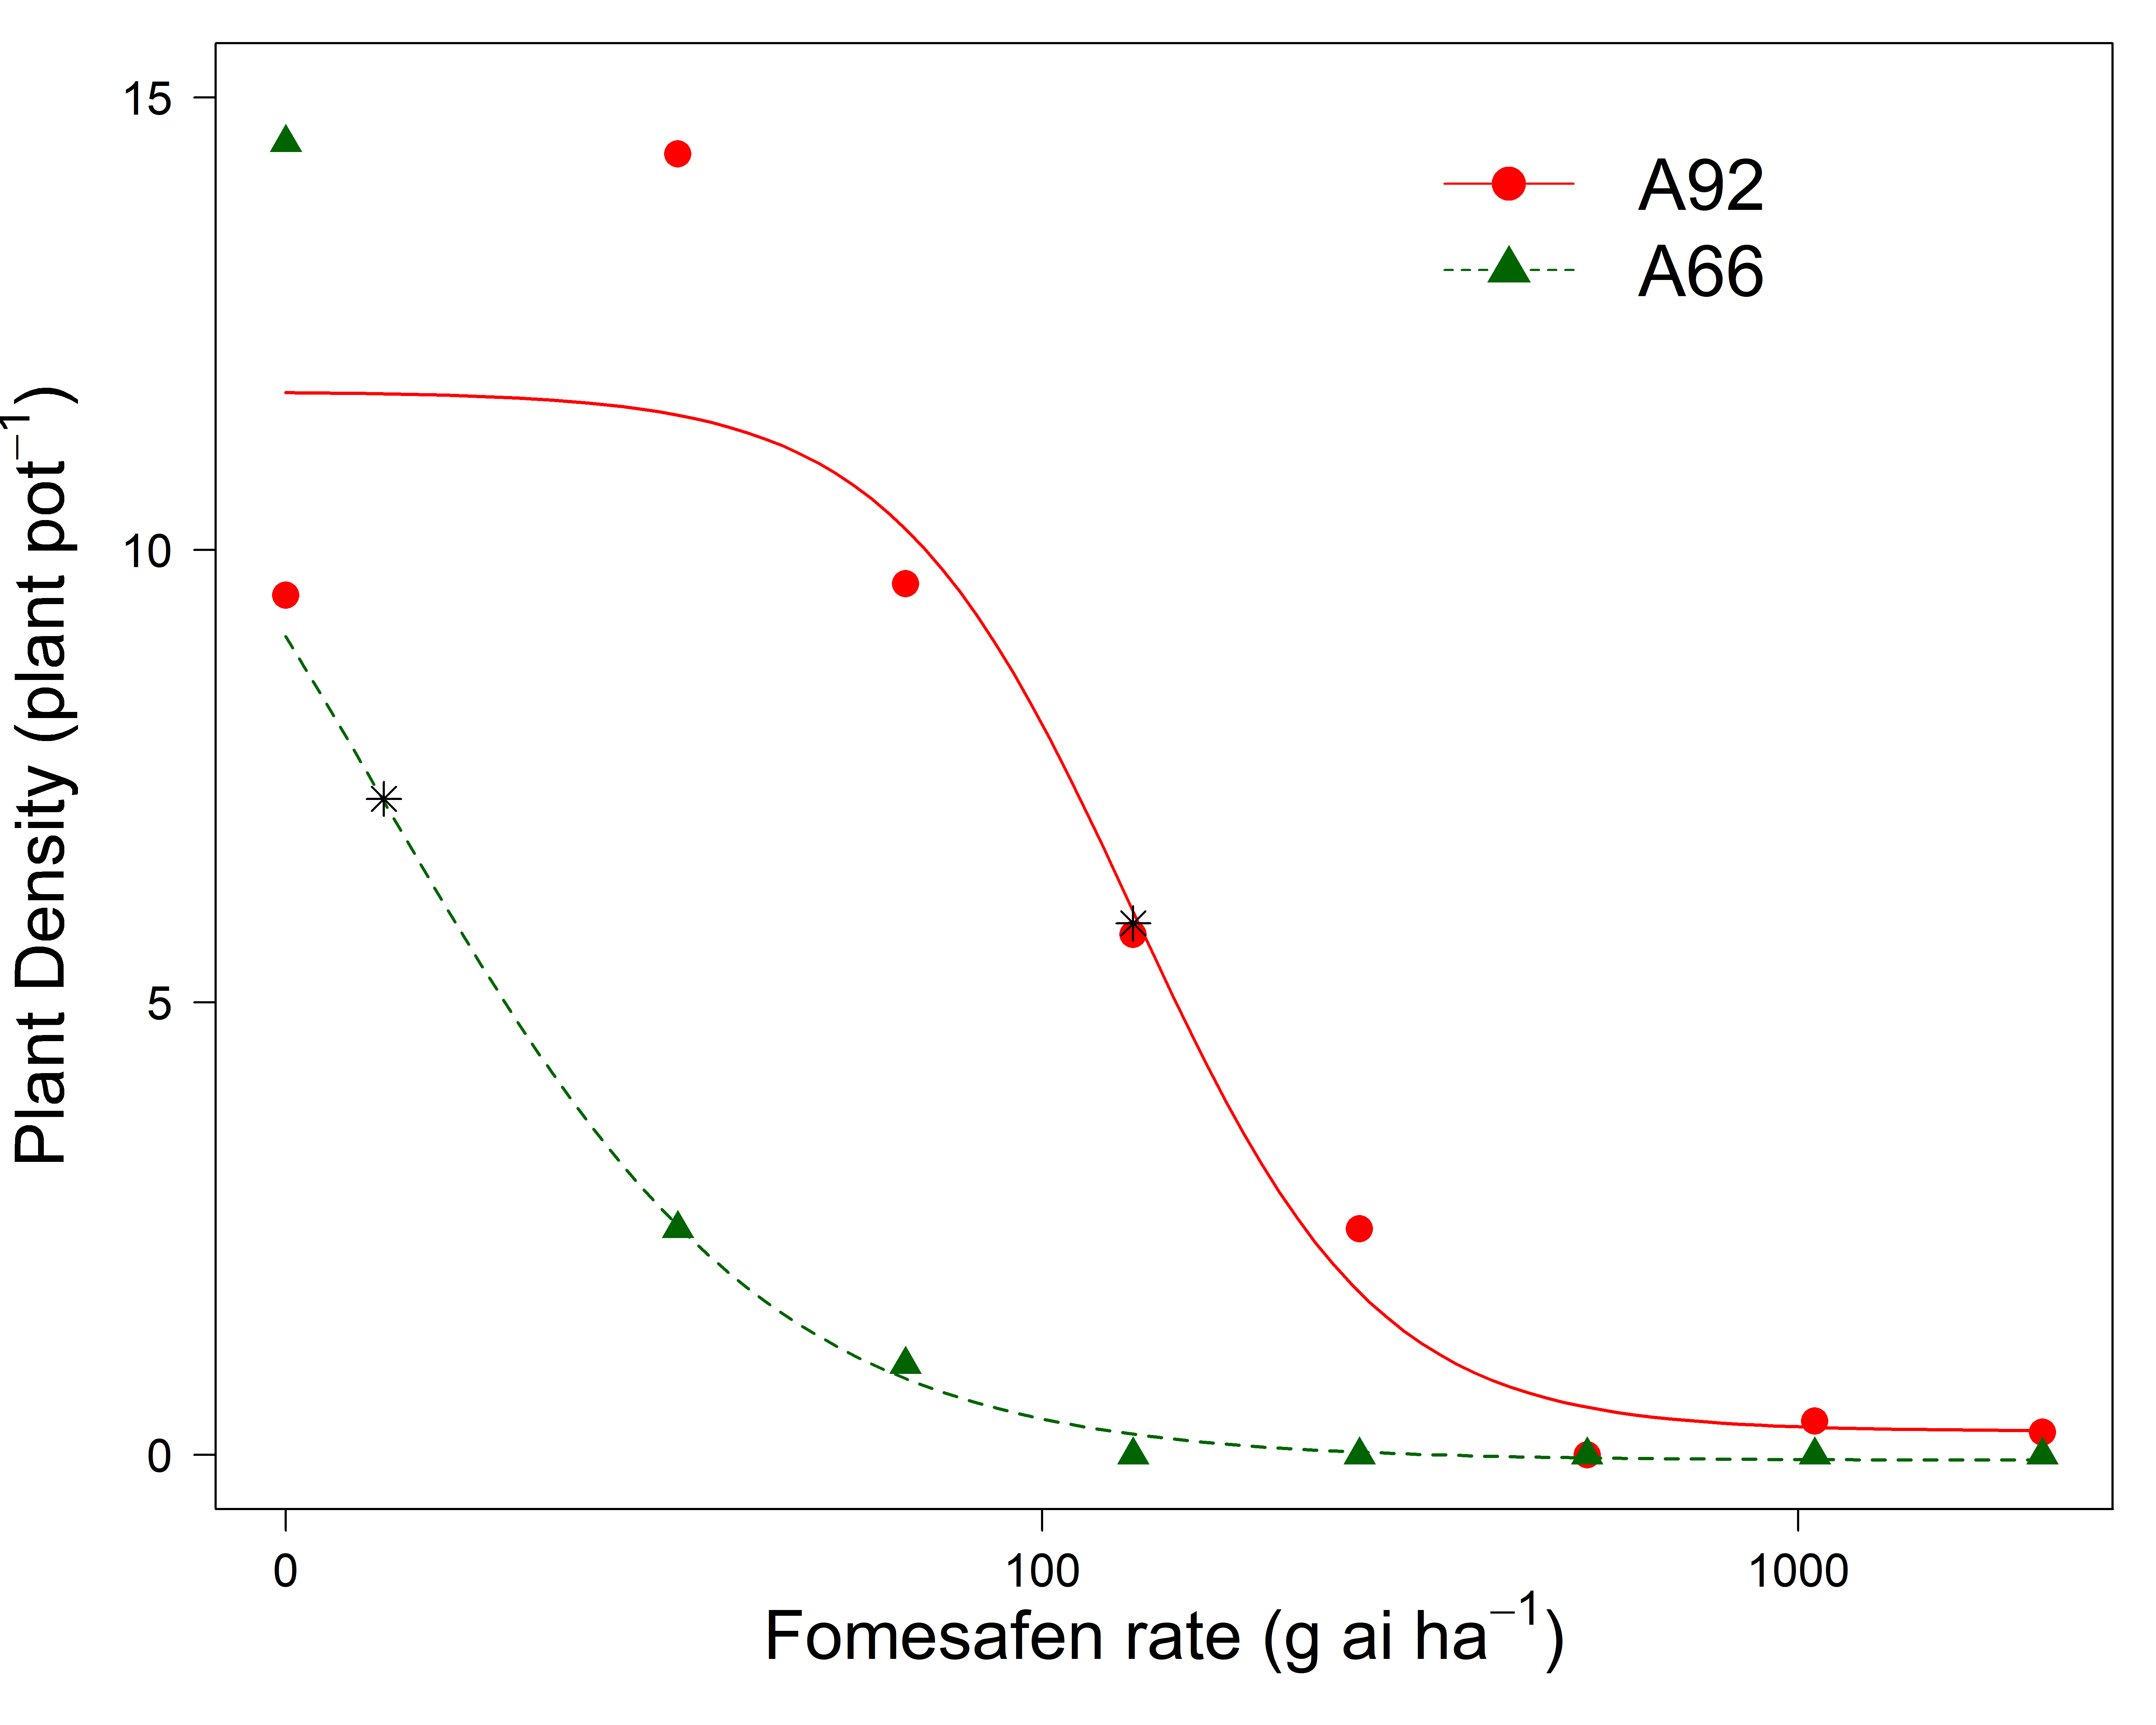 15
10
5
0
Plant Density (plant pot⁻¹)
A92
A66
0 100 1000
Fomesafen rate (g ai ha⁻¹)